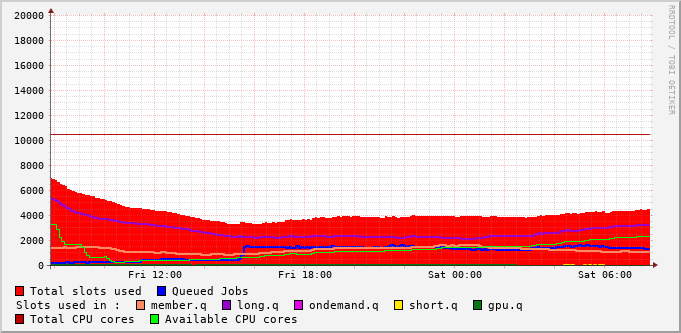 20000
18000
16000
14000
12000
10000
8000
6000
4000
2000
0
Fri 12:00 Fri 18:00 Sat 00:00 Sat 06:00
RRDTOOL / TOBI OETIKER
Total slots used Queued Jobs
Slots used in : member.q long.q ondemand.q short.q gpu.q
Total CPU cores Available CPU cores